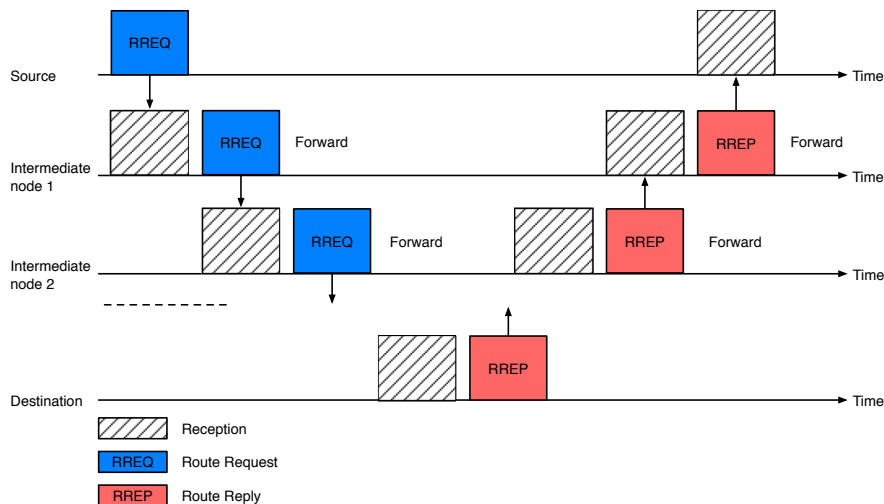 RREQ
Source
Time
RREQ
Forward
RREP
Forward
Intermediate
node 1
Time
RREQ
Forward
RREP
Forward
Intermediate
node 2
Time
RREP
Destination
Time
Reception
RREQ
Route Request
RREP
Route Reply